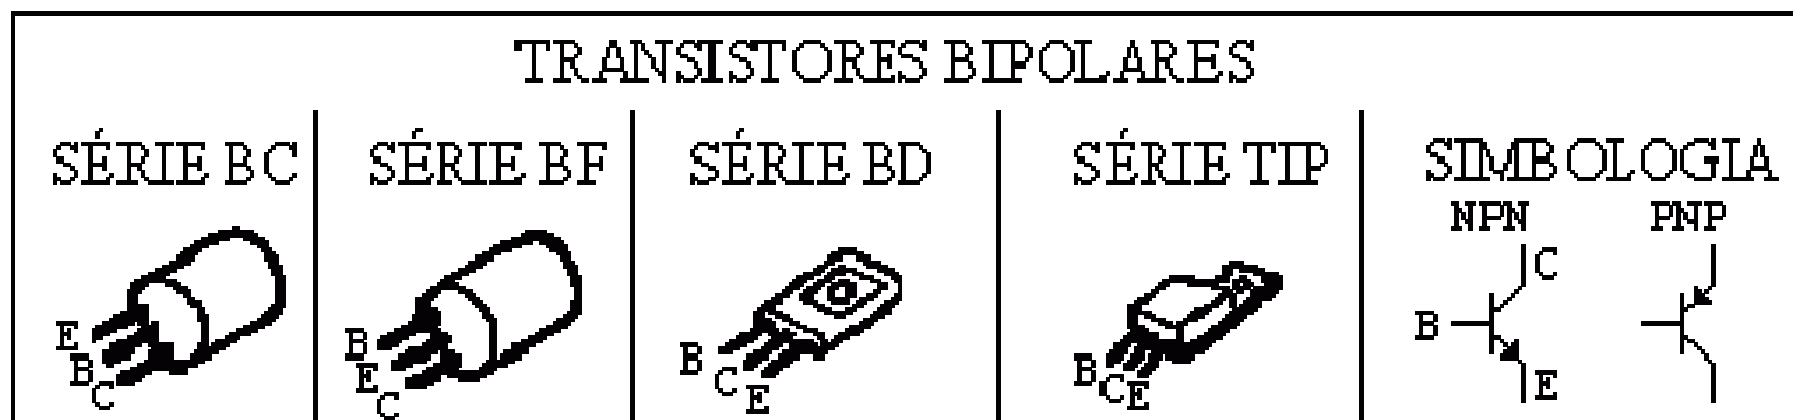 TRANSISTORES BIPOLARES
SÉRIE BC
SÉRIE BF
SÉRIE BD
SÉRIE TIP
SIMBOLOGIA
NPN
PNP
E
B
C
B
E
C
B
C
E
B
C
E
C
B
E